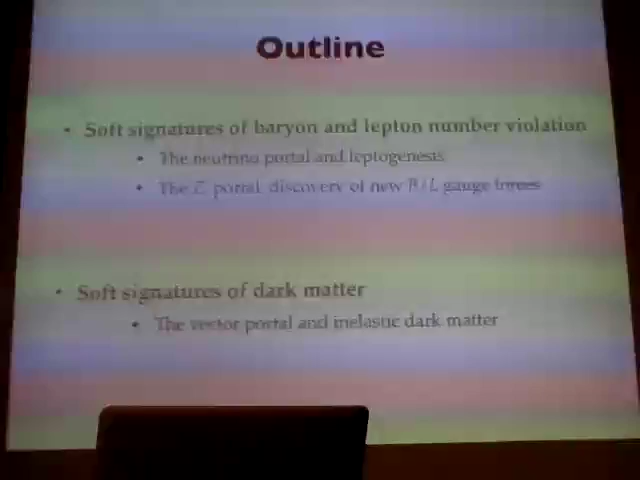 Outline
• Soft signatures of baryon and lepton number violation
• The neutrino portal and leptogenesis
• The Z portal: discovery of new B/L gauge forces
• Soft signatures of dark matter
• The vector portal and inelastic dark matter